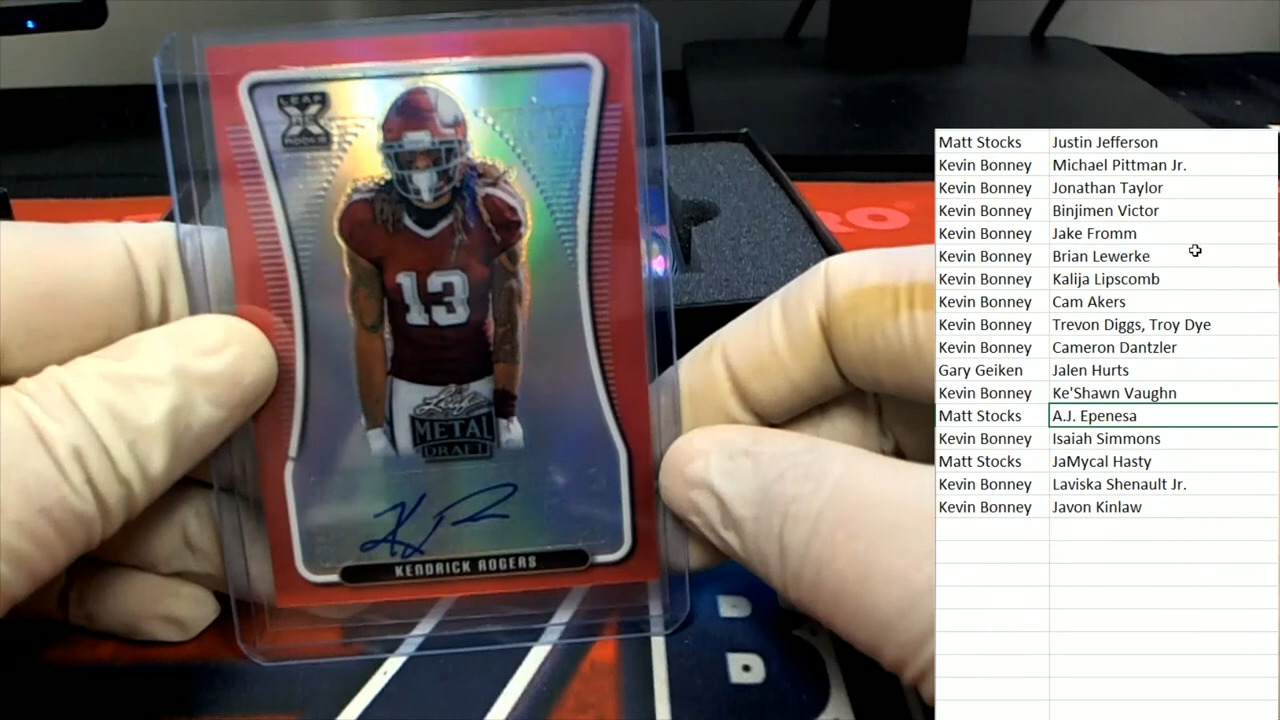 LEAF
RC
ROOKIE
13
Leaf
METAL
DRAFT
KENDRICK ROGERS
RO
Matt Stocks Justin Jefferson
Kevin Bonney Michael Pittman Jr.
Kevin Bonney Jonathan Taylor
Kevin Bonney Binjimen Victor
Kevin Bonney Jake Fromm
Kevin Bonney Brian Lewerke
Kevin Bonney Kalija Lipscomb
Kevin Bonney Cam Akers
Kevin Bonney Trevon Diggs, Troy Dye
Kevin Bonney Cameron Dantzler
Gary Geiken Jalen Hurts
Kevin Bonney Ke'Shawn Vaughn
Matt Stocks A.J. Epenesa
Kevin Bonney Isaiah Simmons
Matt Stocks JaMycal Hasty
Kevin Bonney Laviska Shenault Jr.
Kevin Bonney Javon Kinlaw